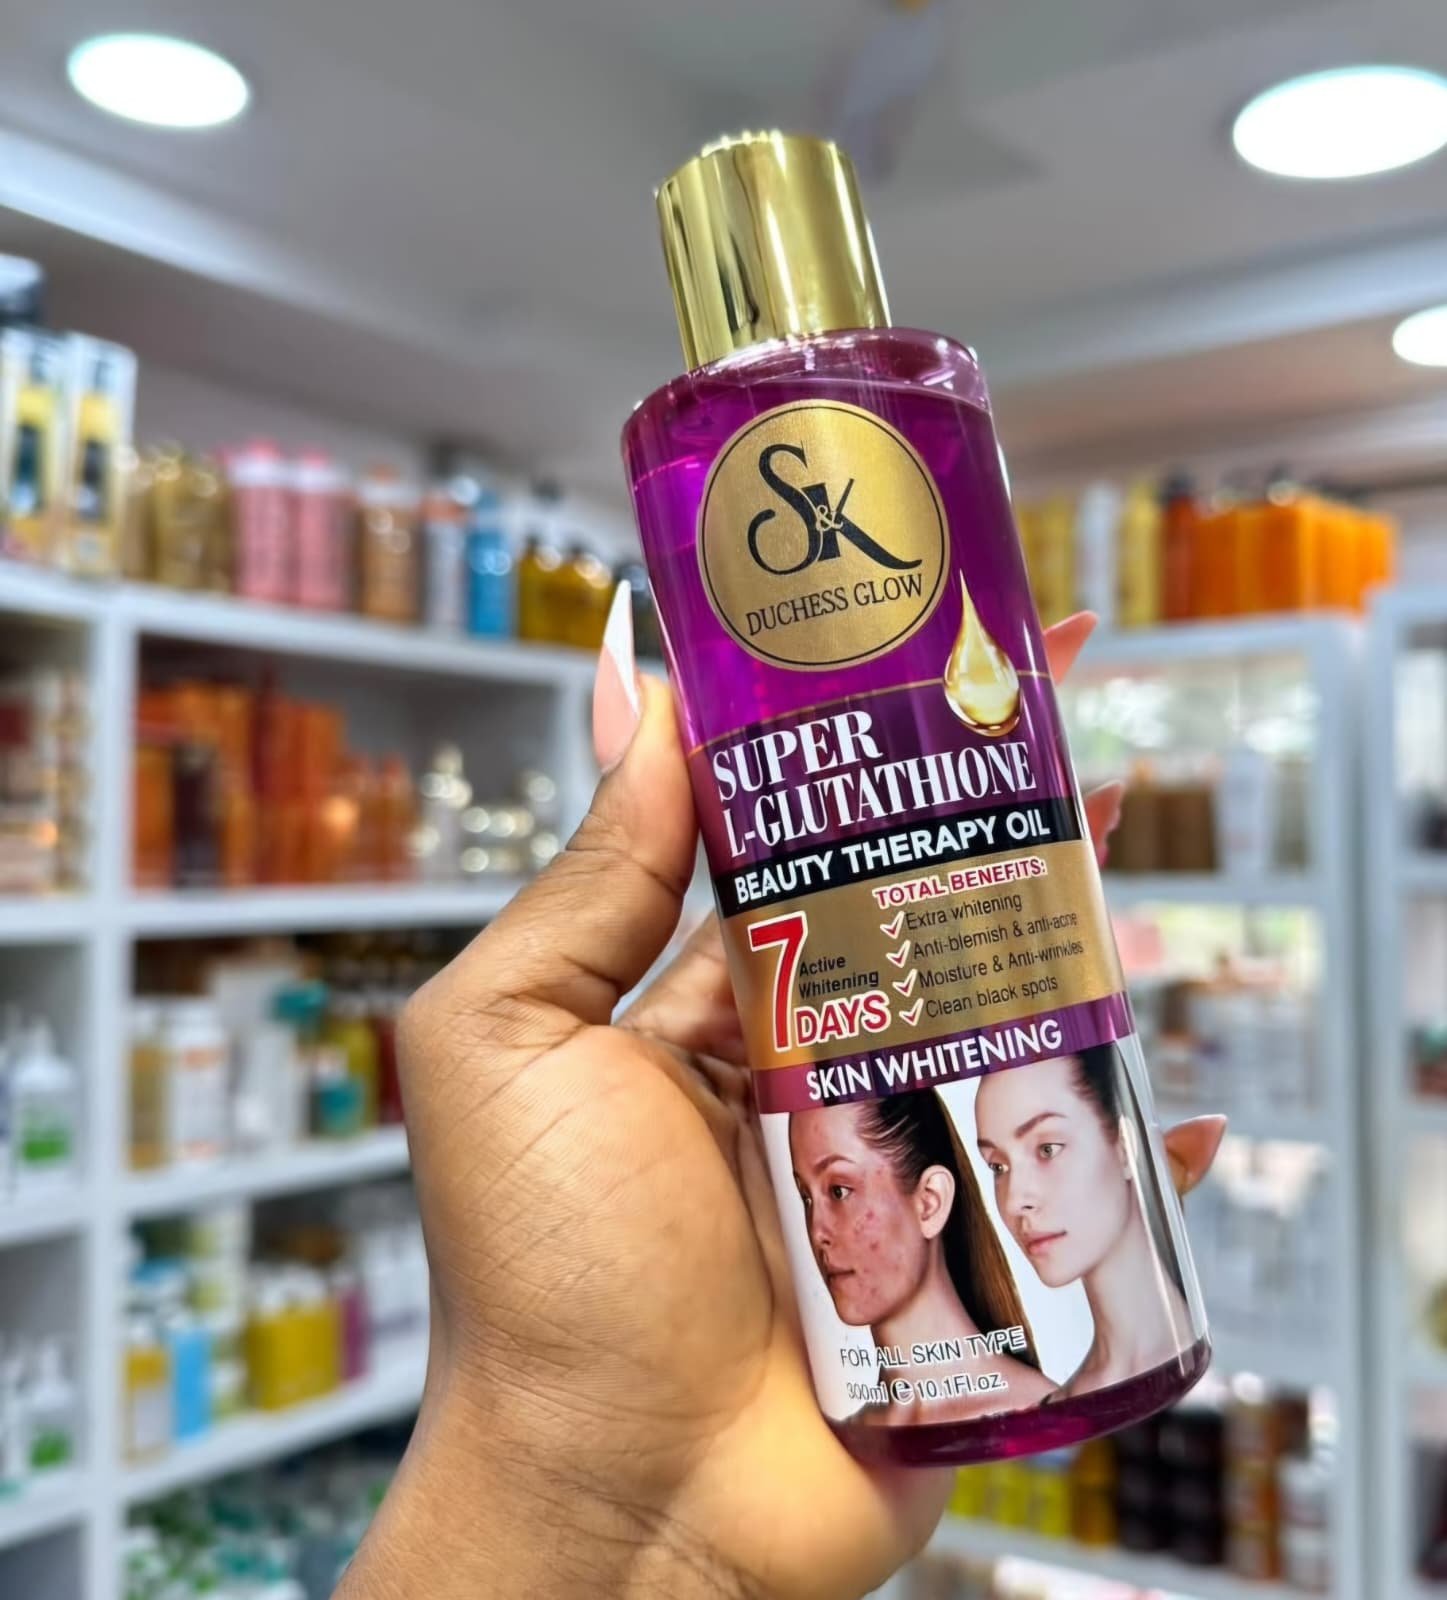 S&K
DUCHESS GLOW
SUPER
L-GLUTATHIONE
BEAUTY THERAPY OIL
TOTAL BENEFITS:
Extra whitening
Anti-blemish & anti-acne
Moisture & Anti-wrinkles
Clean black spots
7
Active
Whitening
DAYS
SKIN WHITENING
FOR ALL SKIN TYPE
300ml e 10.1Fl.oz.